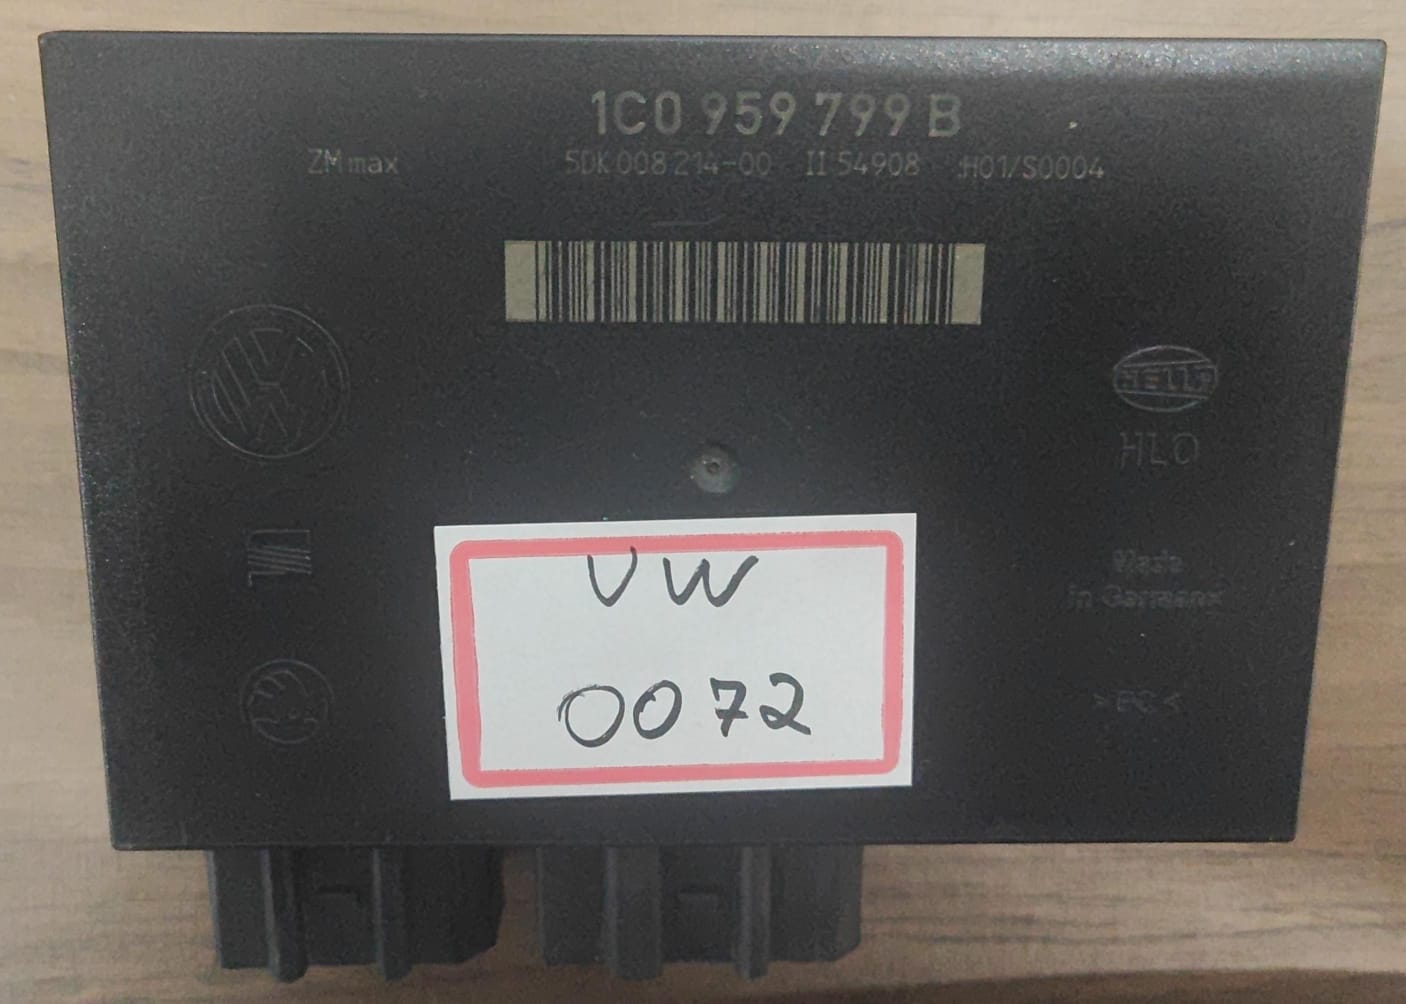 1C0 959 799 B
ZM max 5DK 008 214-00 II 54908 H01/S0004
HELLA
HLO
Made
in Germany
>PC<
VW
0072